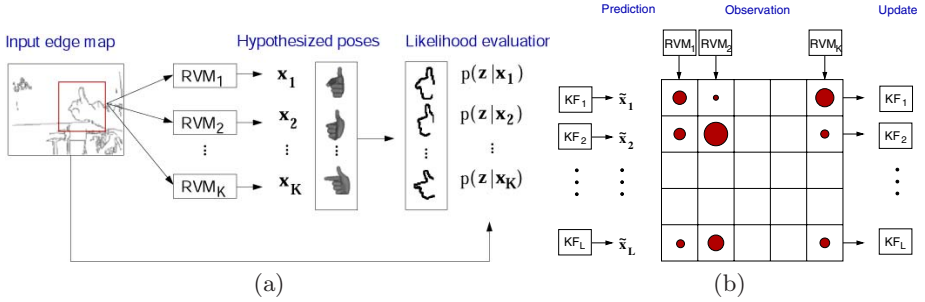 Input edge map
Hypothesized poses
Likelihood evaluation
RVM1
x1
p(z|x1)
RVM2
x2
p(z|x2)
RVMK
xK
p(z|xK)
(a)
Prediction
Observation
Update
RVM1
RVM2
RVMK
KF1
x̃1
KF1
KF2
x̃2
KF2
KFL
x̃L
KFL
(b)